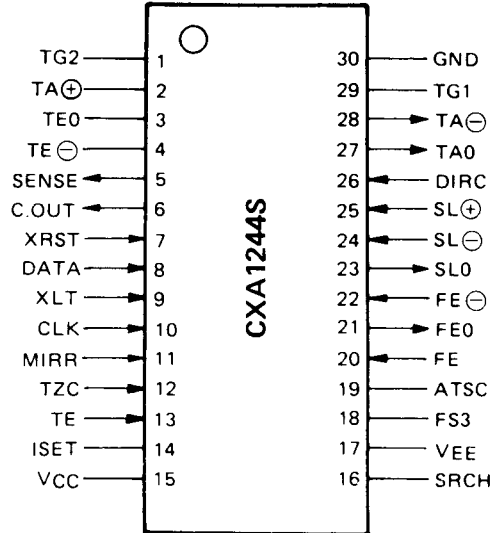 TG2 1 30 GND
TA⊕ 2 29 TG1
TE0 3 28 TA⊖
TE⊖ 4 27 TA0
SENSE 5 26 DIRC
C.OUT 6 25 SL⊕
XRST 7 24 SL⊖
DATA 8 23 SL0
XLT 9 22 FE⊖
CLK 10 21 FE0
MIRR 11 20 FE
TZC 12 19 ATSC
TE 13 18 FS3
ISET 14 17 VEE
VCC 15 16 SRCH
CXA1244S